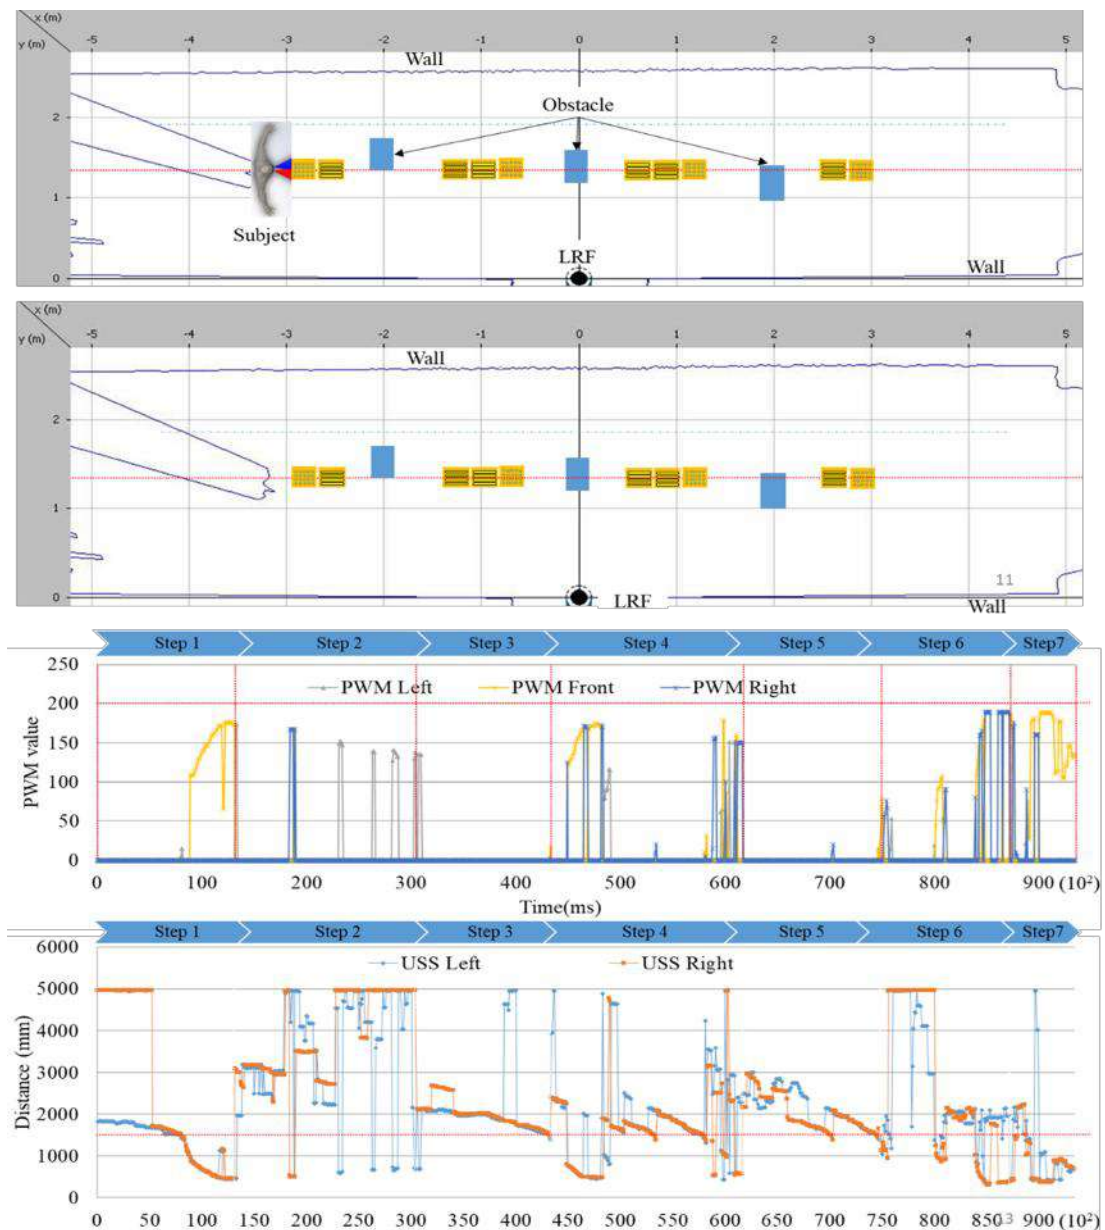 x (m)
-5 -4 -3 -2 -1 0 1 2 3 4 5
y (m)
Wall
Obstacle
2
1
Subject
LRF
Wall
0
x (m)
-5 -4 -3 -2 -1 0 1 2 3 4 5
y (m)
Wall
2
1
11
0
LRF
Wall
Step 1 Step 2 Step 3 Step 4 Step 5 Step 6 Step7
250
PWM Left PWM Front PWM Right
200
150
100
50
0
PWM value
0 100 200 300 400 500 600 700 800 900 (10²)
Time(ms)
Step 1 Step 2 Step 3 Step 4 Step 5 Step 6 Step7
6000
USS Left USS Right
5000
4000
3000
2000
1000
0
Distance (mm)
13
0 50 100 150 200 250 300 350 400 450 500 550 600 650 700 750 800 850 900 (10²)